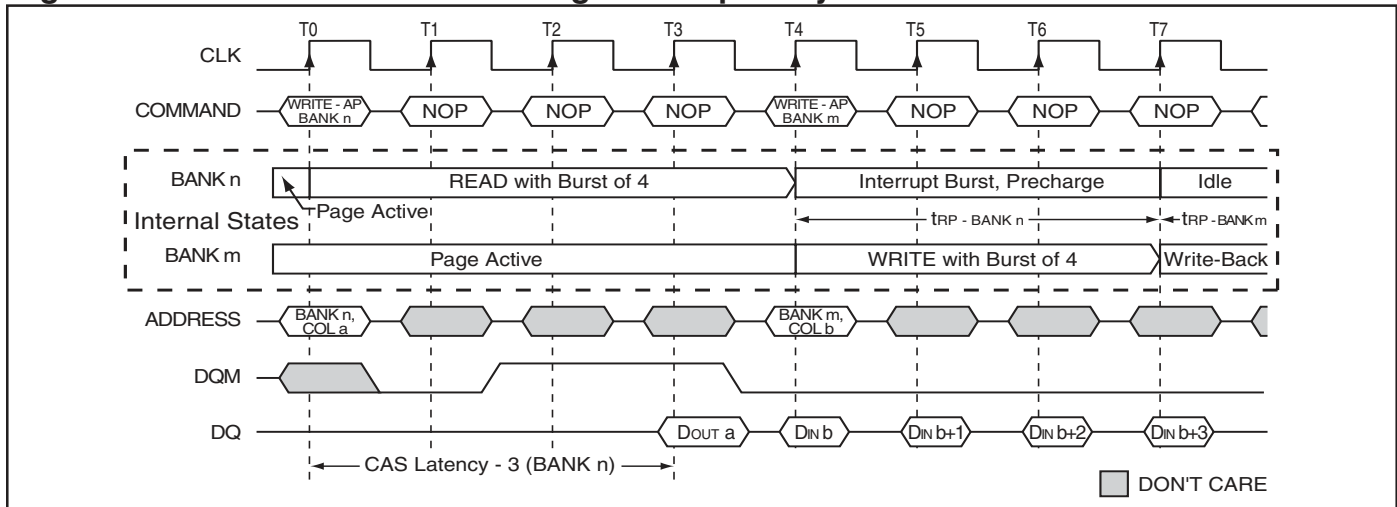 T0 T1 T2 T3 T4 T5 T6 T7
CLK
COMMAND WRITE - AP BANK n NOP NOP NOP WRITE - AP BANK m NOP NOP NOP
BANK n READ with Burst of 4 Interrupt Burst, Precharge Idle
Internal States Page Active tRP - BANK n tRP - BANK m
BANK m Page Active WRITE with Burst of 4 Write-Back
ADDRESS BANK n, COL a BANK m, COL b
DQM
DQ DOUT a DIN b DIN b+1 DIN b+2 DIN b+3
CAS Latency - 3 (BANK n)
DON'T CARE